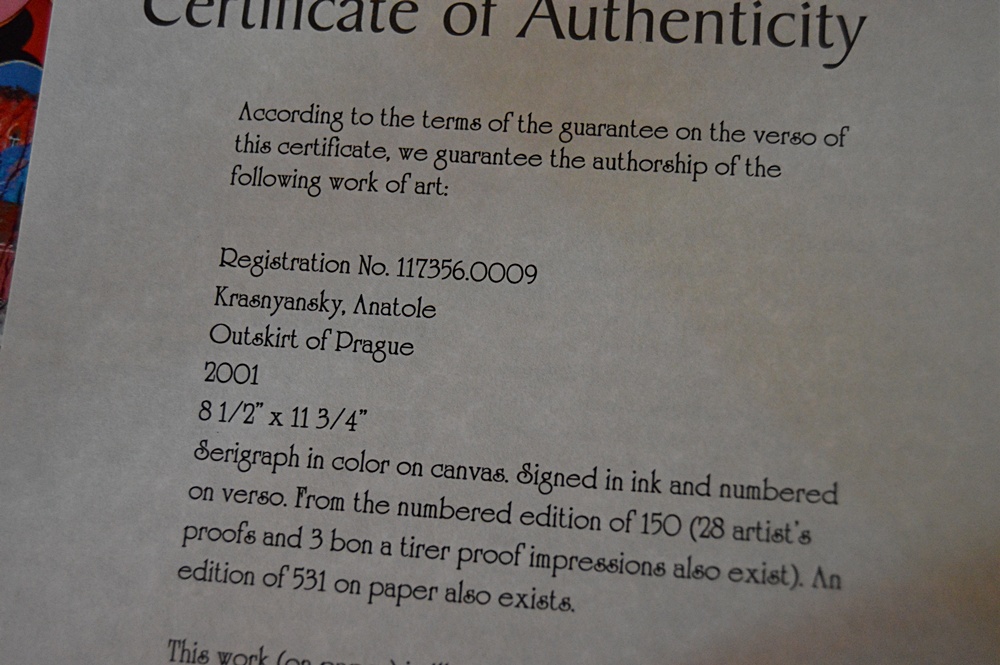 Certificate of Authenticity
According to the terms of the guarantee on the verso of
this certificate, we guarantee the authorship of the
following work of art:
Registration No. 117356.0009
Krasnyansky, Anatole
Outskirt of Prague
2001
8 1/2" x 11 3/4"
Serigraph in color on canvas. Signed in ink and numbered
on verso. From the numbered edition of 150 (28 artist's
proofs and 3 bon a tirer proof impressions also exist). An
edition of 531 on paper also exists.
This work (on